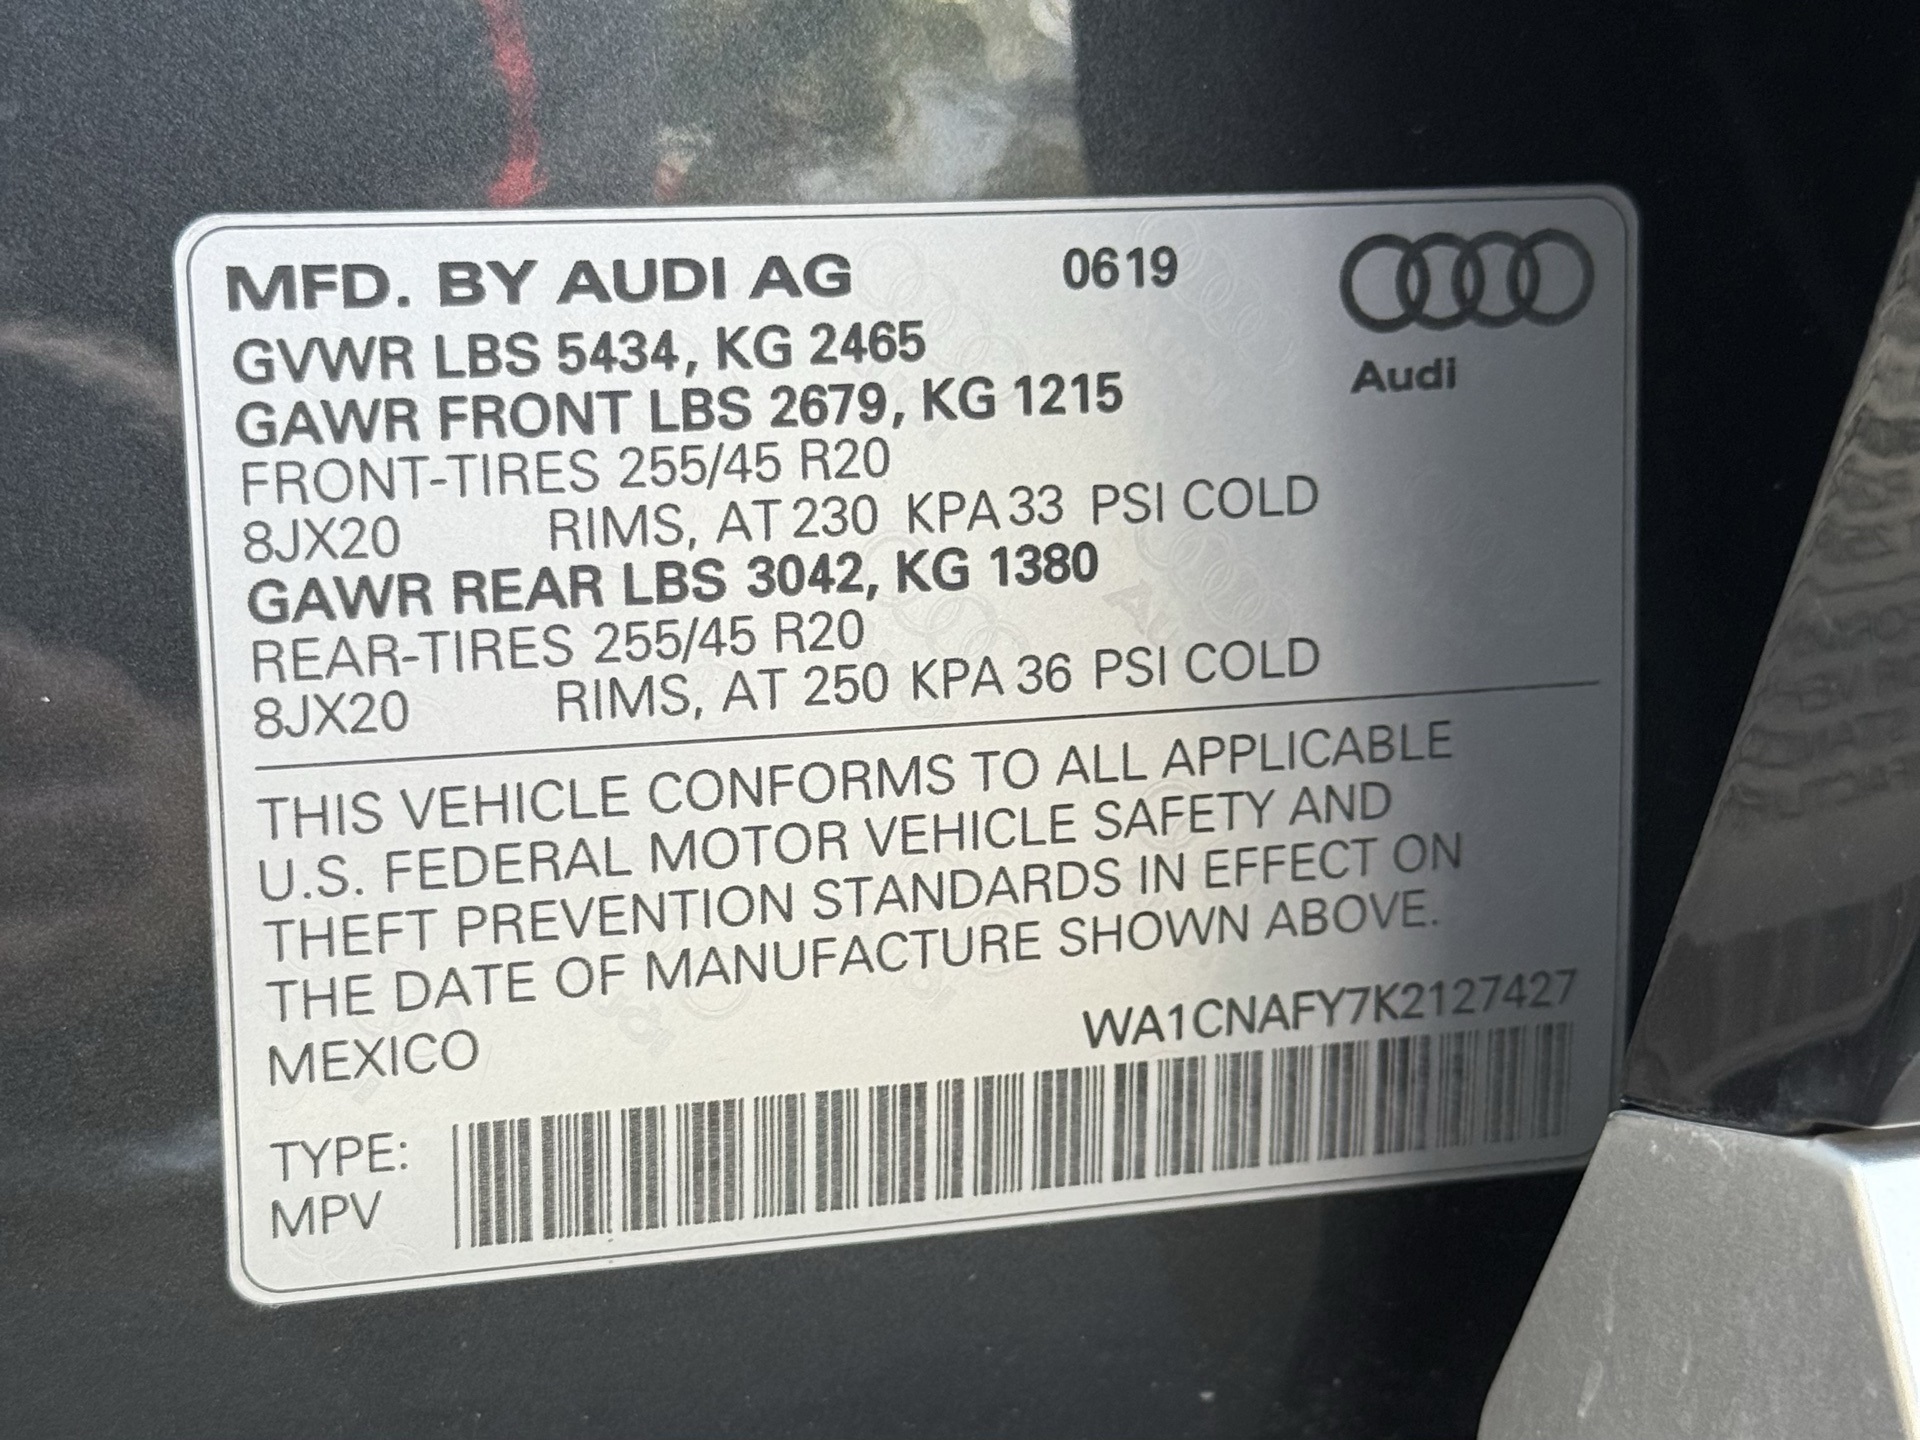 MFD. BY AUDI AG 0619
GVWR LBS 5434, KG 2465
Audi
GAWR FRONT LBS 2679, KG 1215
FRONT-TIRES 255/45 R20
8JX20 RIMS, AT 230 KPA 33 PSI COLD
GAWR REAR LBS 3042, KG 1380
REAR-TIRES 255/45 R20
8JX20 RIMS, AT 250 KPA 36 PSI COLD
THIS VEHICLE CONFORMS TO ALL APPLICABLE
U.S. FEDERAL MOTOR VEHICLE SAFETY AND
THEFT PREVENTION STANDARDS IN EFFECT ON
THE DATE OF MANUFACTURE SHOWN ABOVE.
MEXICO WA1CNAFY7K2127427
TYPE:
MPV